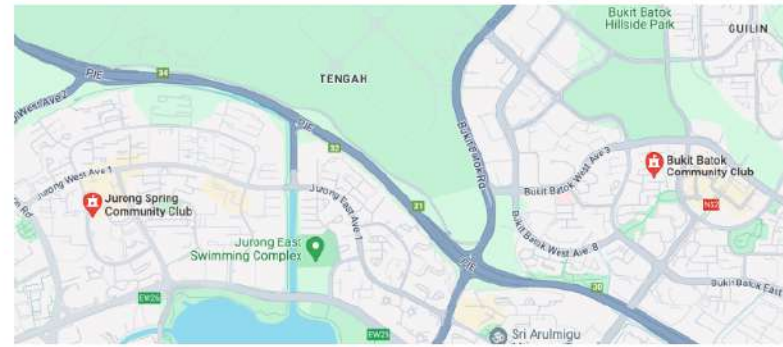 Bukit Batok
Hillside Park
GUILIN
PIE
34
TENGAH
West Ave 2
PIE
33
Bukit Batok Rd
Jurong West Ave 1
Jurong Spring
Community Club
Jurong East Ave 1
31
Bukit Batok West Ave 3
Bukit Batok
Community Club
NS2
Jurong East
Swimming Complex
Bukit Batok West Ave 8
PIE
30
Bukit Batok East
EW26
EW25
Sri Arulmigu